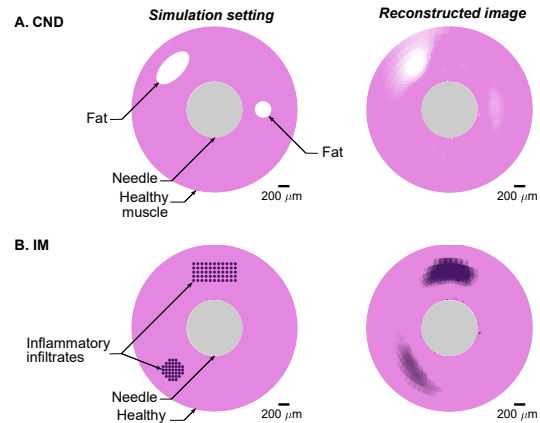 Simulation setting
Reconstructed image
A. CND
Fat
Fat
Needle
Healthy
muscle
200 μm
200 μm
B. IM
Inflammatory
infiltrates
Needle
Healthy
200 μm
200 μm